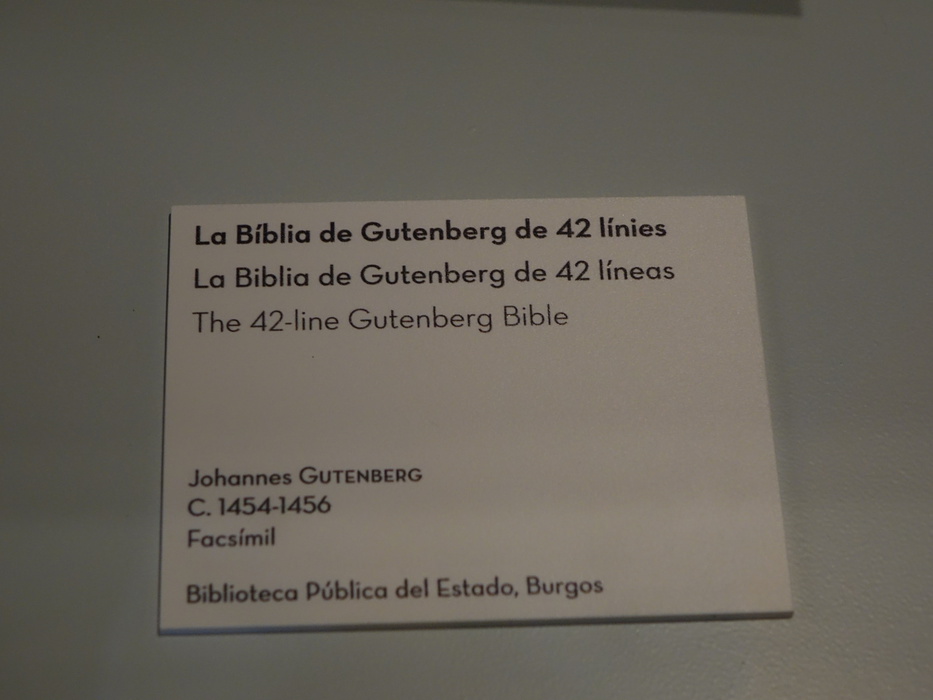 La Bíblia de Gutenberg de 42 línies
La Biblia de Gutenberg de 42 líneas
The 42-line Gutenberg Bible
Johannes GUTENBERG
C. 1454-1456
Facsímil
Biblioteca Pública del Estado, Burgos